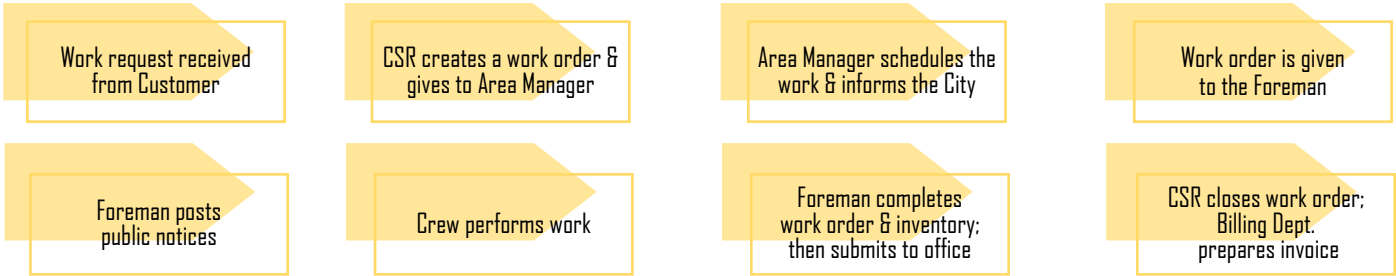 Work request received
from Customer
CSR creates a work order &
gives to Area Manager
Area Manager schedules the
work & informs the City
Work order is given
to the Foreman
Foreman posts
public notices
Crew performs work
Foreman completes
work order & inventory;
then submits to office
CSR closes work order;
Billing Dept.
prepares invoice